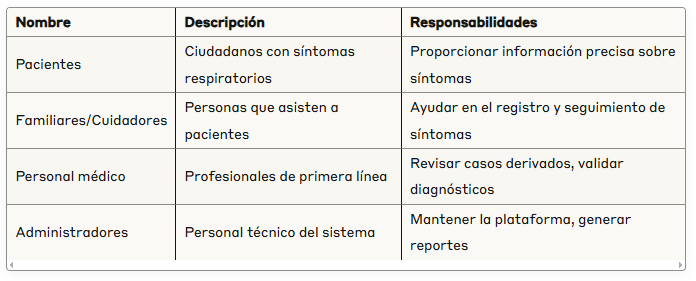 Nombre Descripción Responsabilidades
Pacientes Ciudadanos con síntomas respiratorios Proporcionar información precisa sobre síntomas
Familiares/Cuidadores Personas que asisten a pacientes Ayudar en el registro y seguimiento de síntomas
Personal médico Profesionales de primera línea Revisar casos derivados, validar diagnósticos
Administradores Personal técnico del sistema Mantener la plataforma, generar reportes